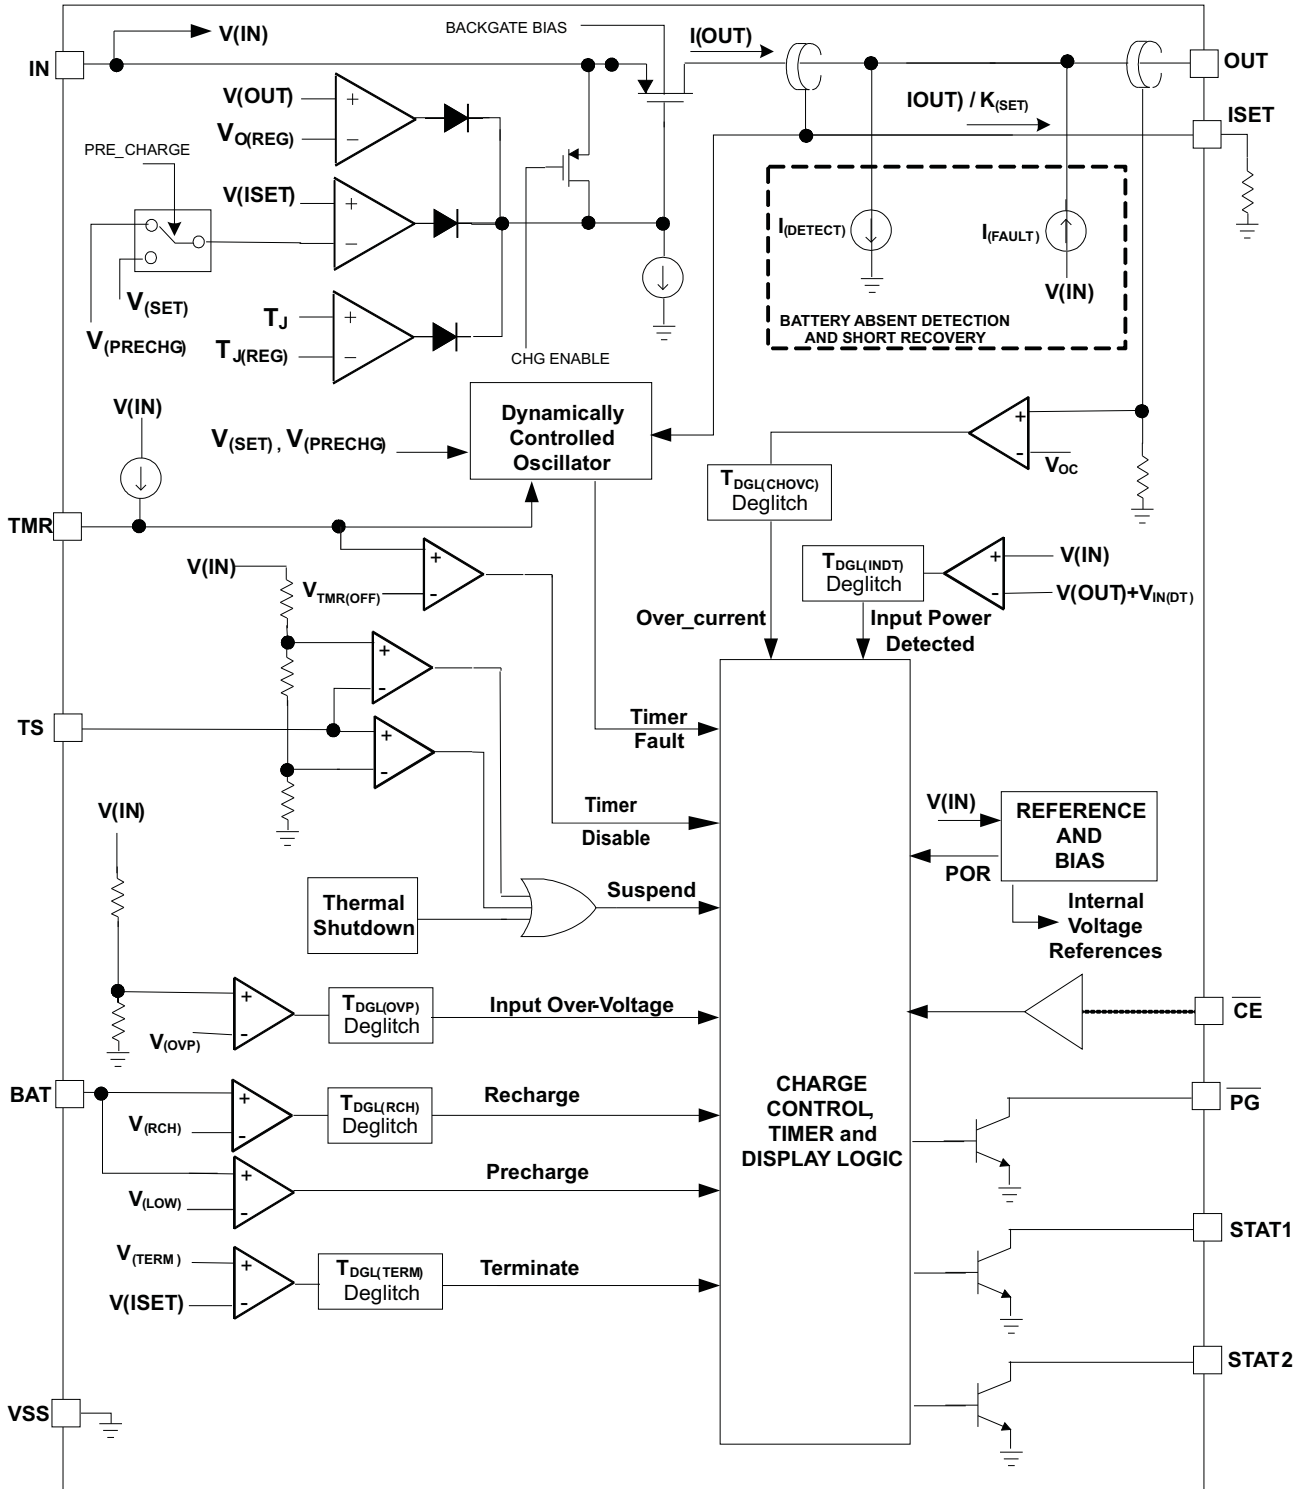 BACKGATE BIAS
V(IN)
I(OUT)
IN
OUT
V(OUT)
VO(REG)
IOUT) / K(SET)
ISET
PRE_CHARGE
V(ISET)
I(DETECT)
I(FAULT)
V(SET)
V(IN)
V(PRECHG)
TJ
TJ(REG)
BATTERY ABSENT DETECTION
AND SHORT RECOVERY
CHG ENABLE
V(IN)
Dynamically
Controlled
Oscillator
V(SET) , V(PRECHG)
VOC
TDGL(CHOVC)
Deglitch
TMR
V(IN)
VTMR(OFF)
TDGL(INDT)
Deglitch
V(IN)
V(OUT)+VIN(DT)
Over_current
Input Power
Detected
TS
Timer
Fault
V(IN)
Timer
Disable
V(IN)
REFERENCE
AND
BIAS
POR
Thermal
Shutdown
Suspend
Internal
Voltage
References
TDGL(OVP)
Deglitch
Input Over-Voltage
V(OVP)
CE
BAT
V(RCH)
TDGL(RCH)
Deglitch
Recharge
CHARGE
CONTROL,
TIMER and
DISPLAY LOGIC
PG
V(LOW)
Precharge
V(TERM)
V(ISET)
TDGL(TERM)
Deglitch
Terminate
STAT1
STAT2
VSS
+
-
+
-
+
-
+
-
+
-
+
-
+
-
+
-
+
-
+
-
+
-
+
-